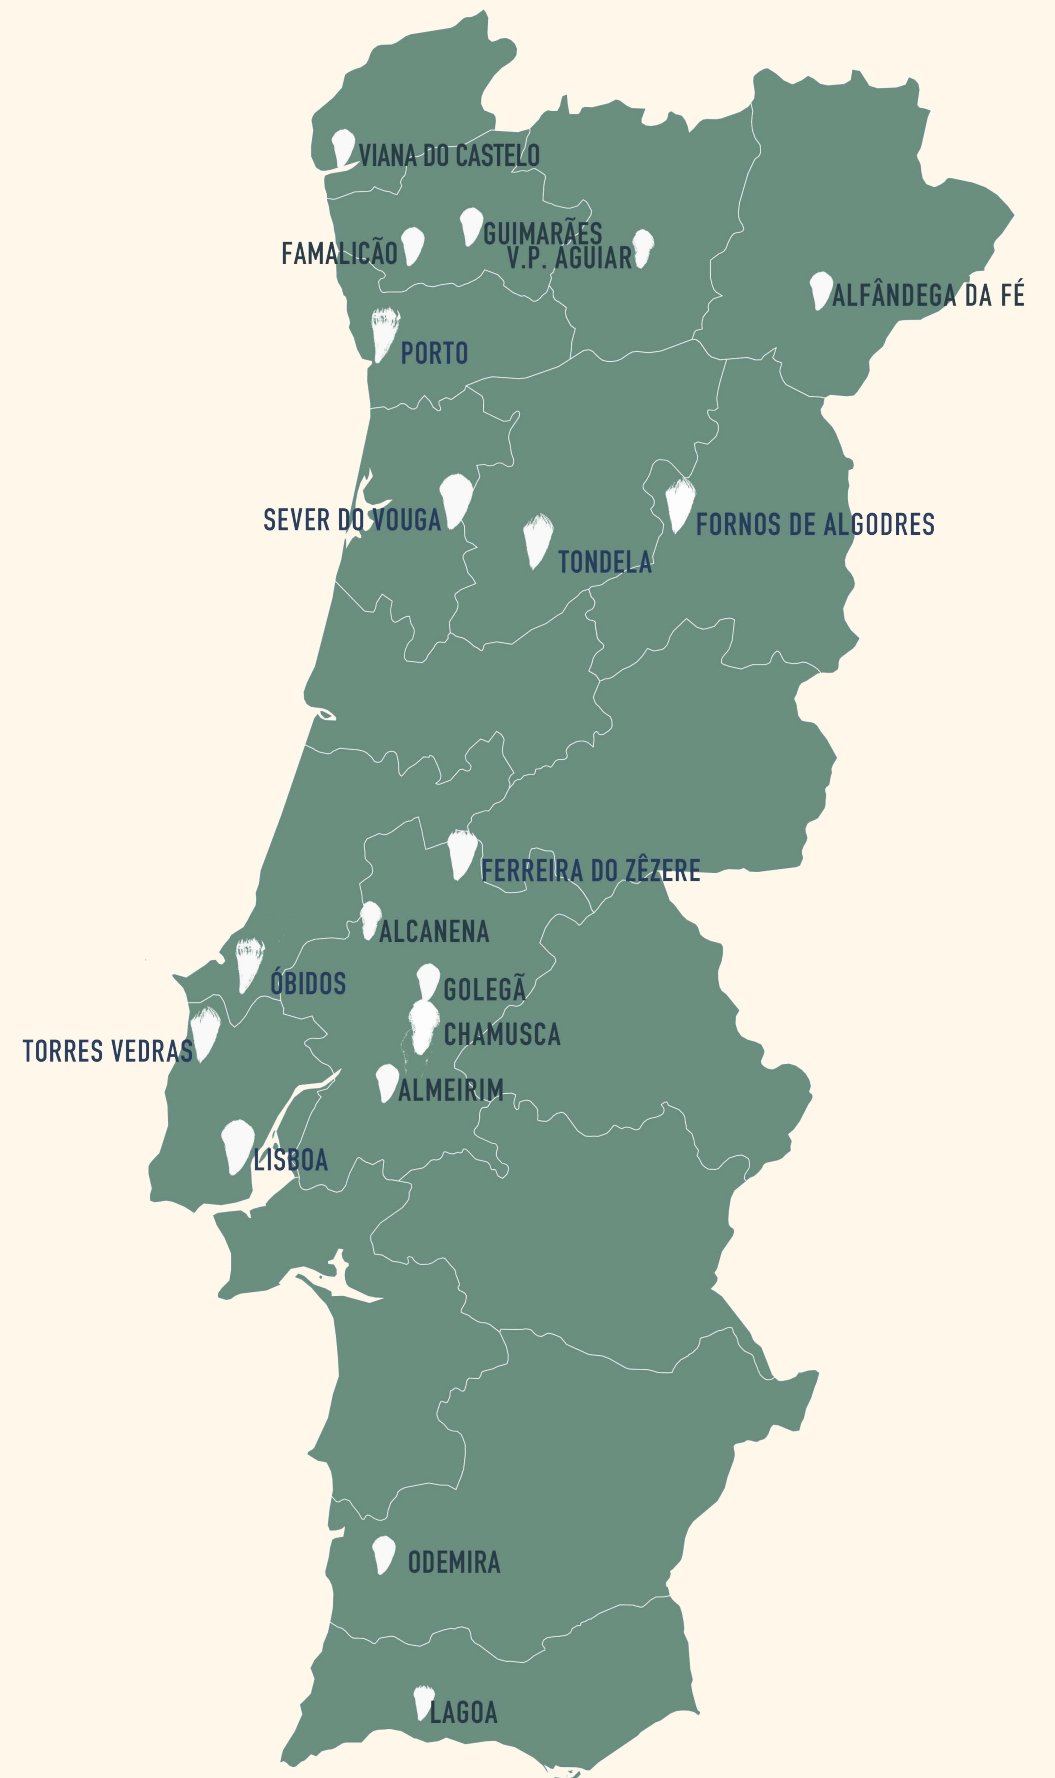 VIANA DO CASTELO
GUIMARÃES
FAMALICÃO
V.P. AGUIAR
ALFÂNDEGA DA FÉ
PORTO
SEVER DO VOUGA
FORNOS DE ALGODRES
TONDELA
FERREIRA DO ZÊZERE
ALCANENA
ÓBIDOS
GOLEGÃ
CHAMUSCA
TORRES VEDRAS
ALMEIRIM
LISBOA
ODEMIRA
LAGOA